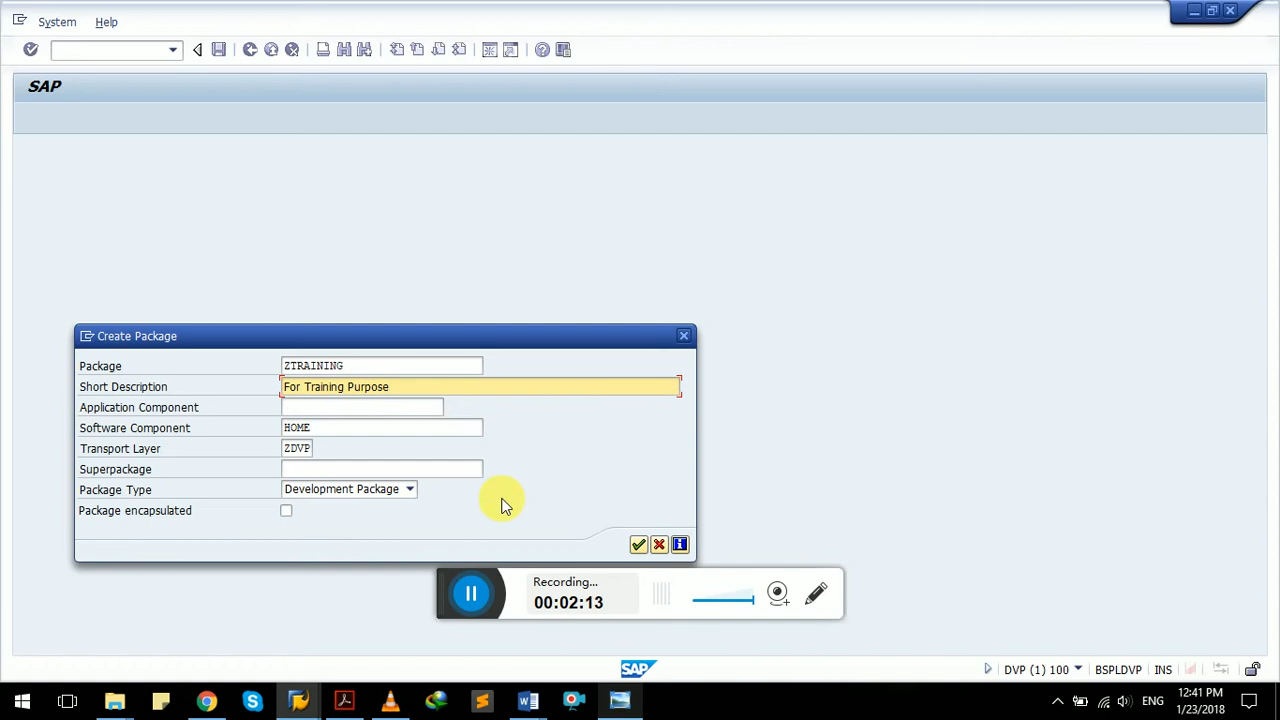 System Help
SAP
Create Package
Package ZTRAINING
Short Description For Training Purpose
Application Component
Software Component HOME
Transport Layer ZDVP
Superpackage
Package Type Development Package
Package encapsulated
Recording...
00:02:13
SAP
DVP (1) 100 BSPLDVP INS
ENG
12:41 PM
1/23/2018